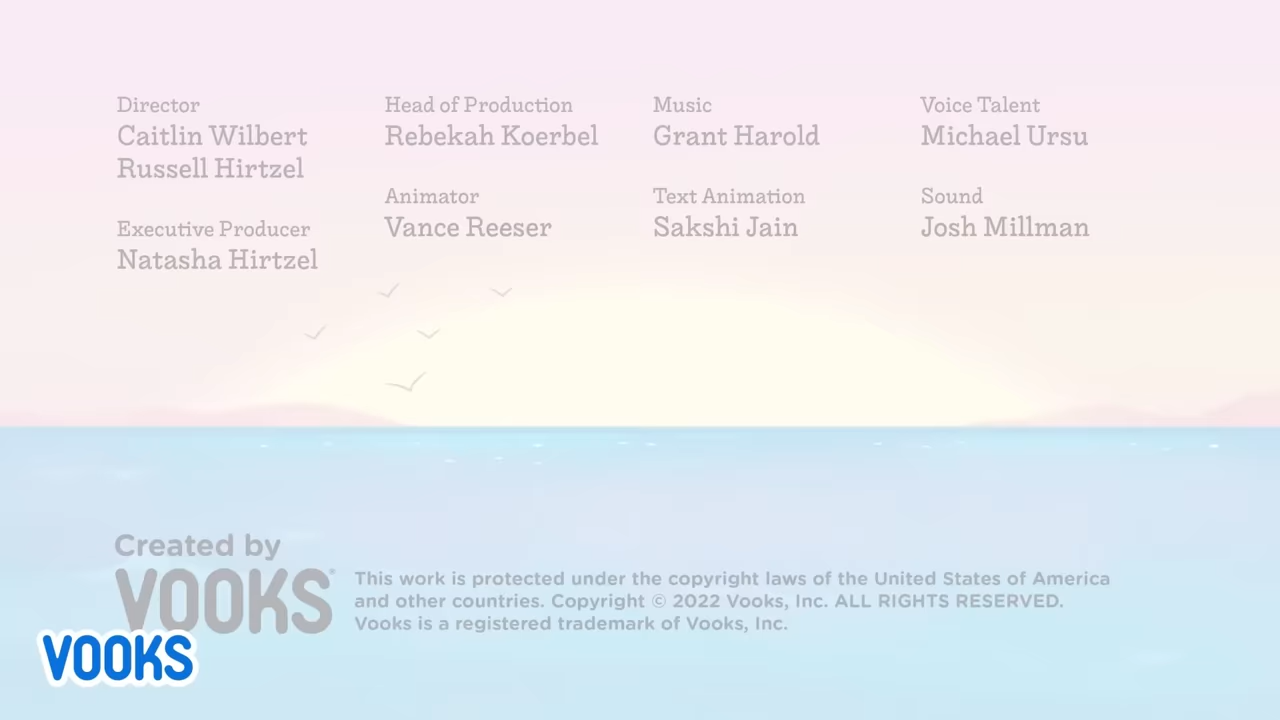 Director
Caitlin Wilbert
Russell Hirtzel
Executive Producer
Natasha Hirtzel
Head of Production
Rebekah Koerbel
Animator
Vance Reeser
Music
Grant Harold
Text Animation
Sakshi Jain
Voice Talent
Michael Ursu
Sound
Josh Millman
Created by
VOOKS®
This work is protected under the copyright laws of the United States of America
and other countries. Copyright © 2022 Vooks, Inc. ALL RIGHTS RESERVED.
Vooks is a registered trademark of Vooks, Inc.
VOOKS